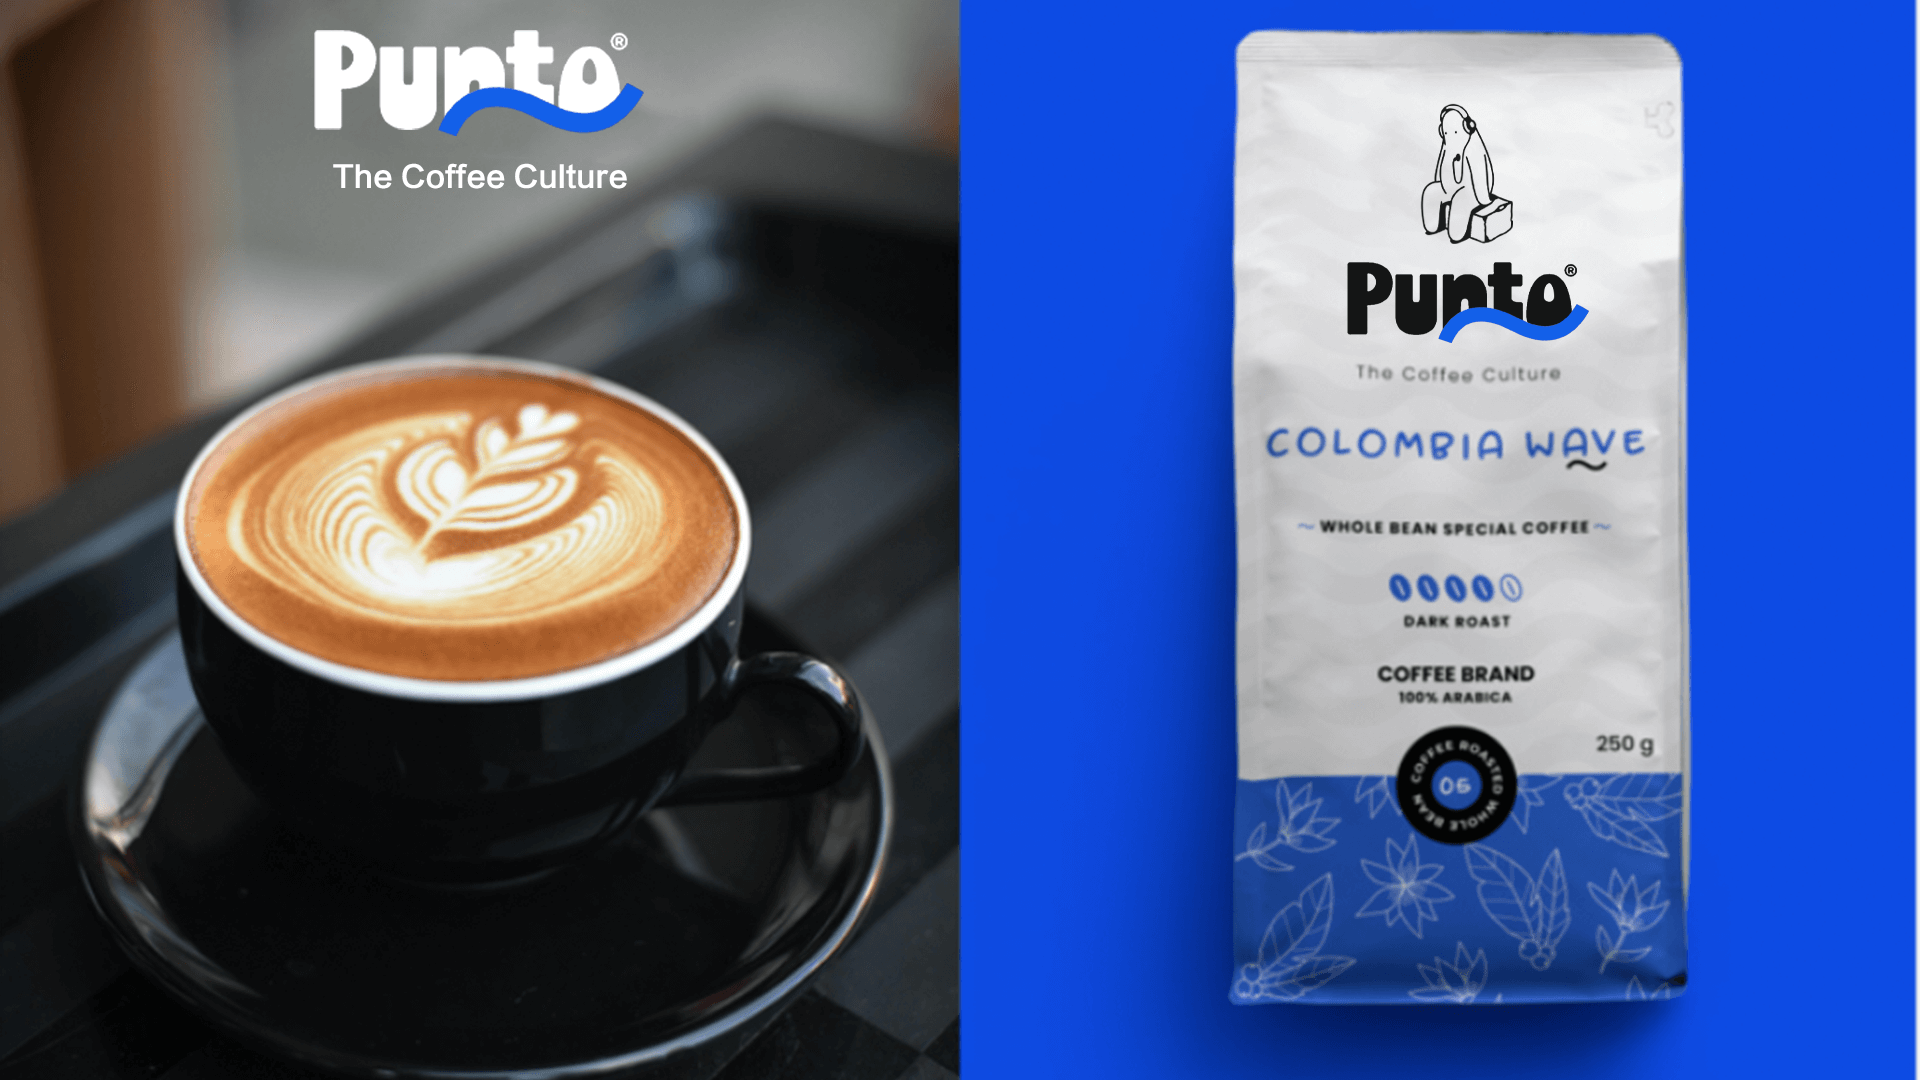 Punto®
The Coffee Culture
Punto®
The Coffee Culture
COLOMBIA WAVE
~ WHOLE BEAN SPECIAL COFFEE ~
DARK ROAST
COFFEE BRAND
100% ARABICA
250 g
COFFEE ROASTED WHOLE BEAN
05